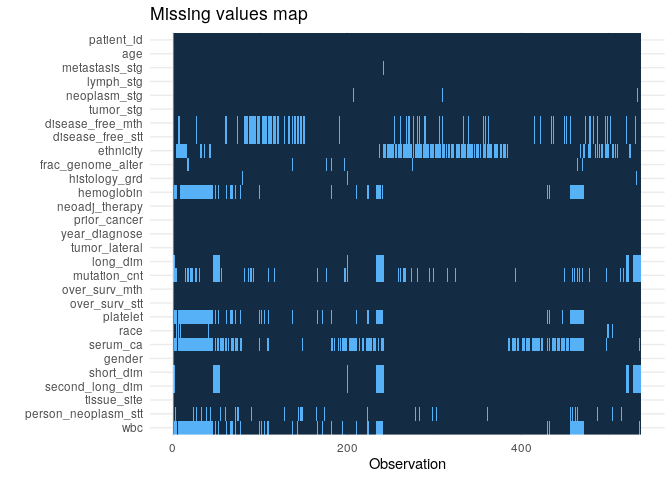 Missing values map
patient_id
age
metastasis_stg
lymph_stg
neoplasm_stg
tumor_stg
disease_free_mth
disease_free_stt
ethnicity
frac_genome_alter
histology_grd
hemoglobin
neoadj_therapy
prior_cancer
year_diagnose
tumor_lateral
long_dim
mutation_cnt
over_surv_mth
over_surv_stt
platelet
race
serum_ca
gender
short_dim
second_long_dim
tissue_site
person_neoplasm_stt
wbc
0 200 400
Observation